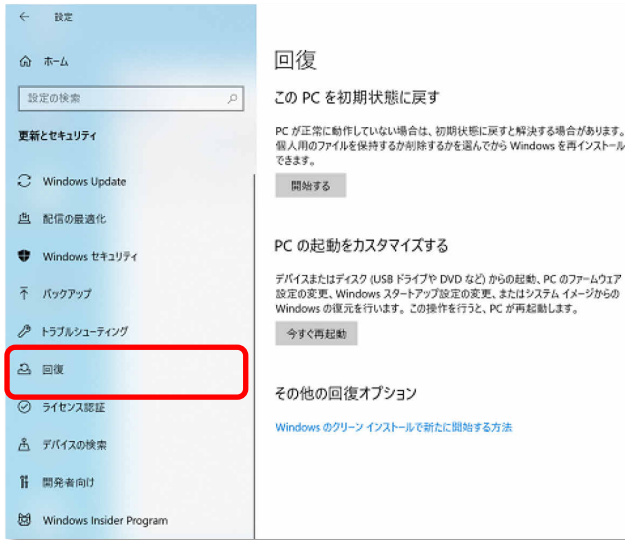 設定
ホーム
設定の検索
更新とセキュリティ
Windows Update
配信の最適化
Windows セキュリティ
バックアップ
トラブルシューティング
回復
ライセンス認証
デバイスの検索
開発者向け
Windows Insider Program
回復
この PC を初期状態に戻す
PC が正常に動作していない場合は、初期状態に戻すと解決する場合があります。
個人用のファイルを保持するか削除するかを選んでから Windows を再インストール
できます。
開始する
PC の起動をカスタマイズする
デバイスまたはディスク (USB ドライブや DVD など) からの起動、PC のファームウェア
設定の変更、Windows スタートアップ設定の変更、またはシステム イメージからの
Windows の復元を行います。この操作を行うと、PC が再起動します。
今すぐ再起動
その他の回復オプション
Windows のクリーン インストールで新たに開始する方法